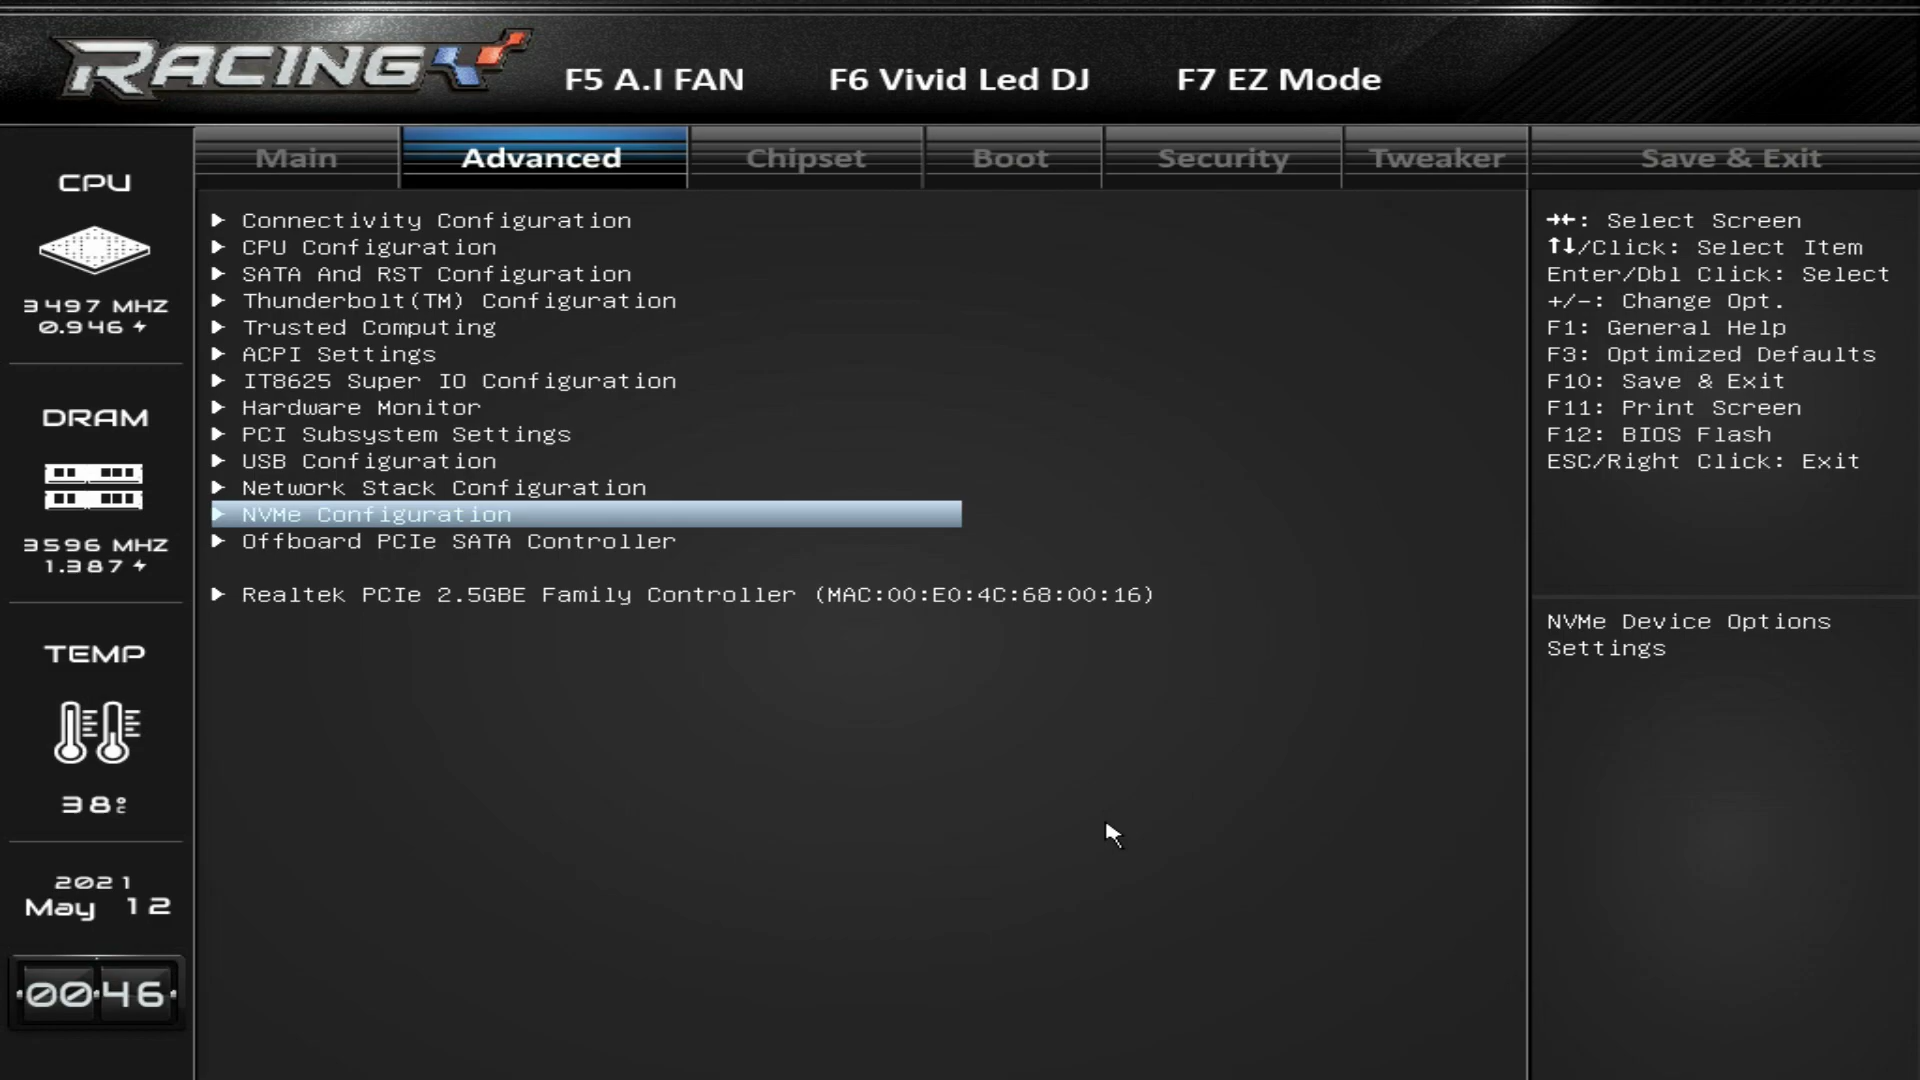 RACING
F5 A.I FAN F6 Vivid Led DJ F7 EZ Mode
Main Advanced Chipset Boot Security Tweaker Save & Exit
CPU
3497 MHZ
0.946
DRAM
3596 MHZ
1.387
TEMP
38°C
2021
May 12
00:46
Connectivity Configuration
CPU Configuration
SATA And RST Configuration
Thunderbolt(TM) Configuration
Trusted Computing
ACPI Settings
IT8625 Super IO Configuration
Hardware Monitor
PCI Subsystem Settings
USB Configuration
Network Stack Configuration
NVMe Configuration
Offboard PCIe SATA Controller
Realtek PCIe 2.5GBE Family Controller (MAC:00:E0:4C:68:00:16)
→←: Select Screen
↑↓/Click: Select Item
Enter/Dbl Click: Select
+/-: Change Opt.
F1: General Help
F3: Optimized Defaults
F10: Save & Exit
F11: Print Screen
F12: BIOS Flash
ESC/Right Click: Exit
NVMe Device Options
Settings